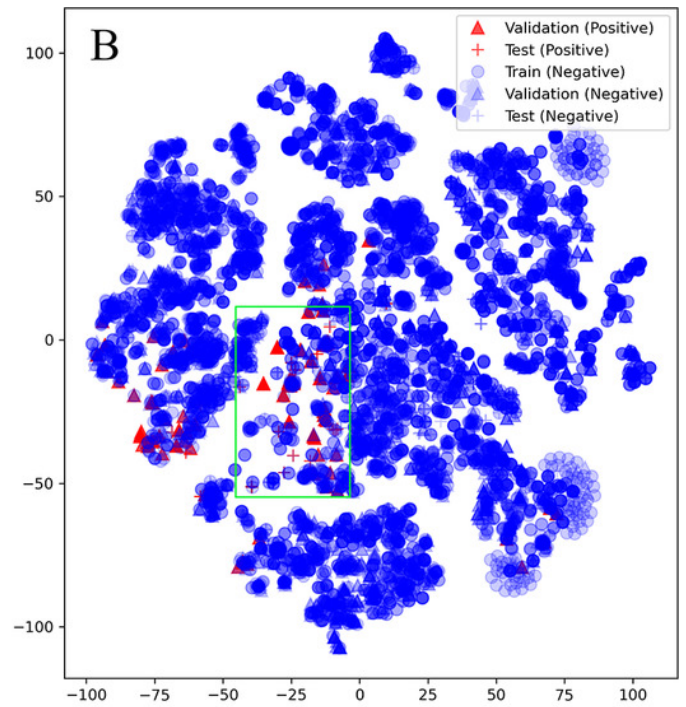 B
Validation (Positive)
Test (Positive)
Train (Negative)
Validation (Negative)
Test (Negative)
100
50
0
−50
−100
−100 −75 −50 −25 0 25 50 75 100